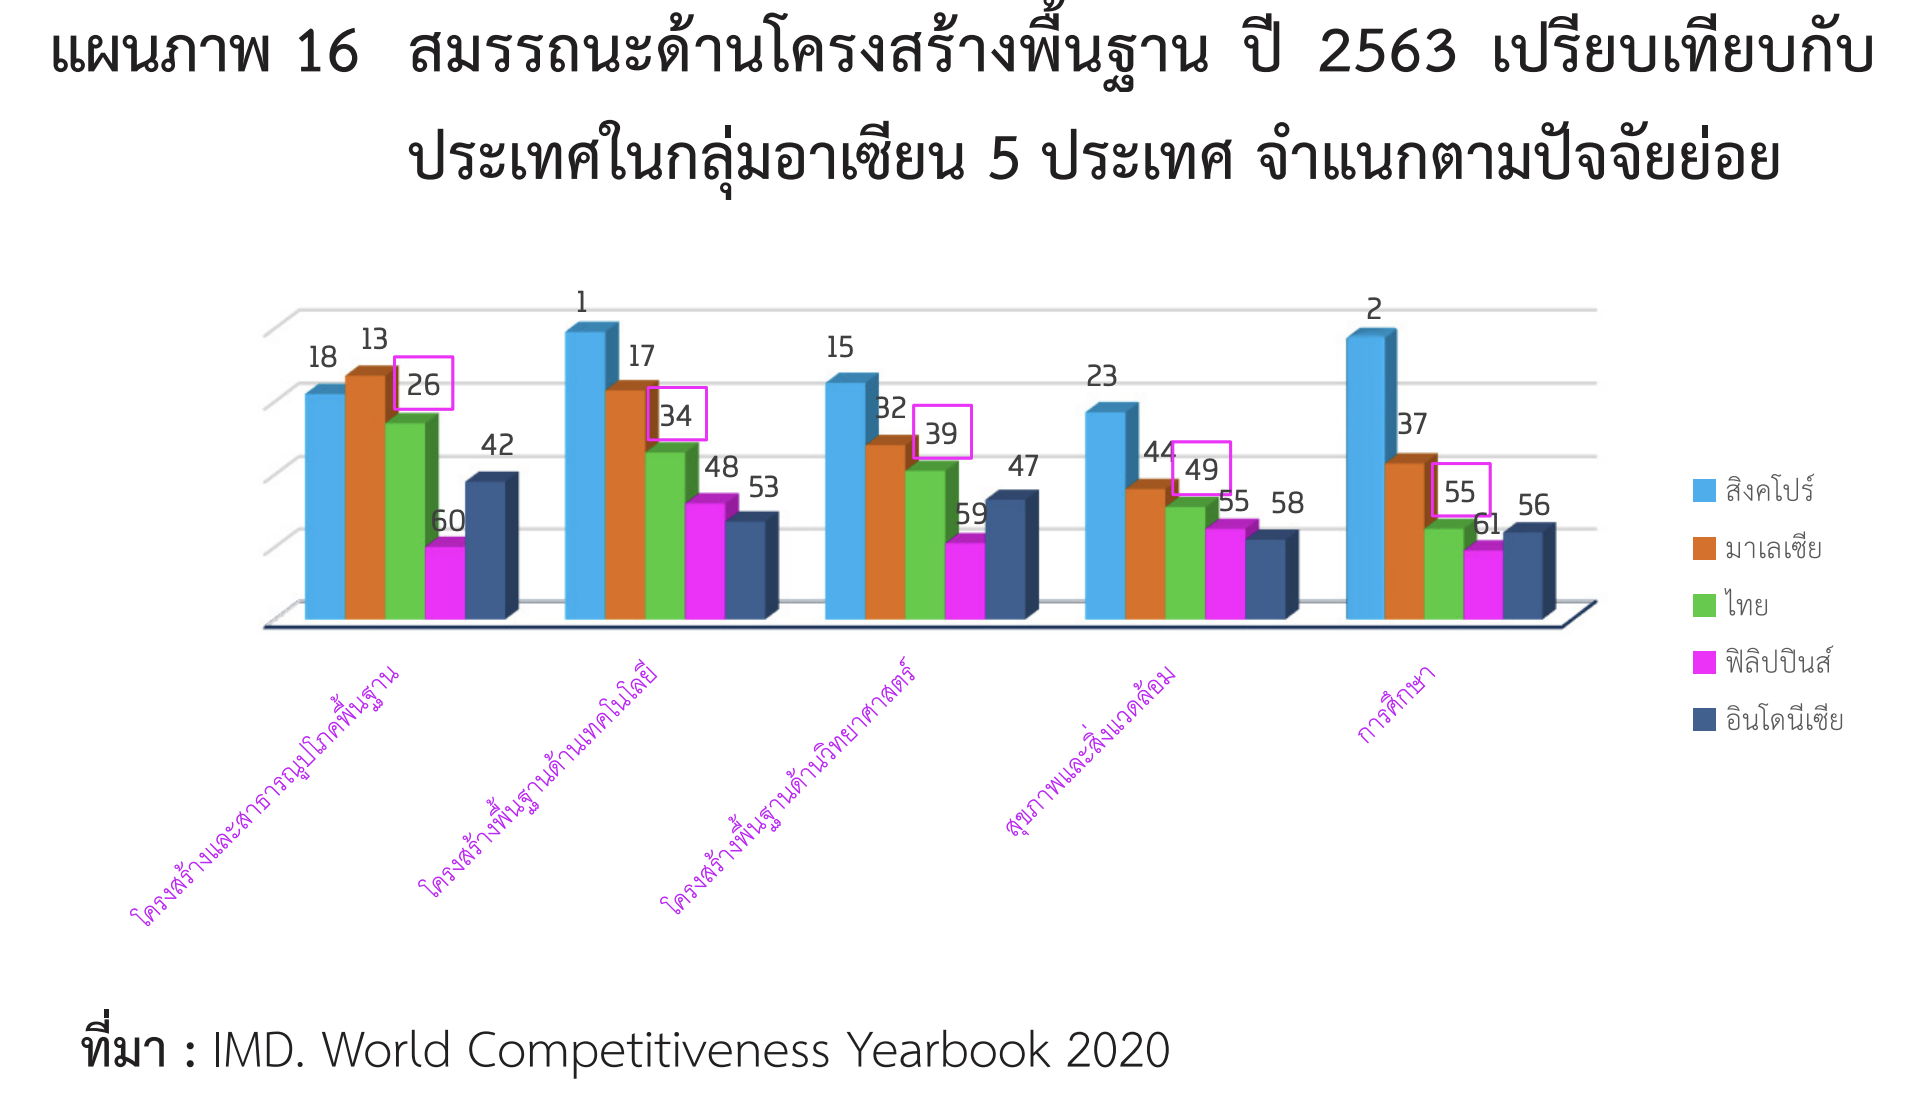 แผนภาพ 16 สมรรถนะด้านโครงสร้างพื้นฐาน ปี 2563 เปรียบเทียบกับ
ประเทศในกลุ่มอาเซียน 5 ประเทศ จำแนกตามปัจจัยย่อย
18 13 26 60 42
1 17 34 48 53
15 32 39 59 47
23 44 49 55 58
2 37 55 61 56
โครงสร้างและสาธารณูปโภคพื้นฐาน
โครงสร้างพื้นฐานด้านเทคโนโลยี
โครงสร้างพื้นฐานด้านวิทยาศาสตร์
สุขภาพและสิ่งแวดล้อม
การศึกษา
สิงคโปร์
มาเลเซีย
ไทย
ฟิลิปปินส์
อินโดนีเซีย
ที่มา : IMD. World Competitiveness Yearbook 2020